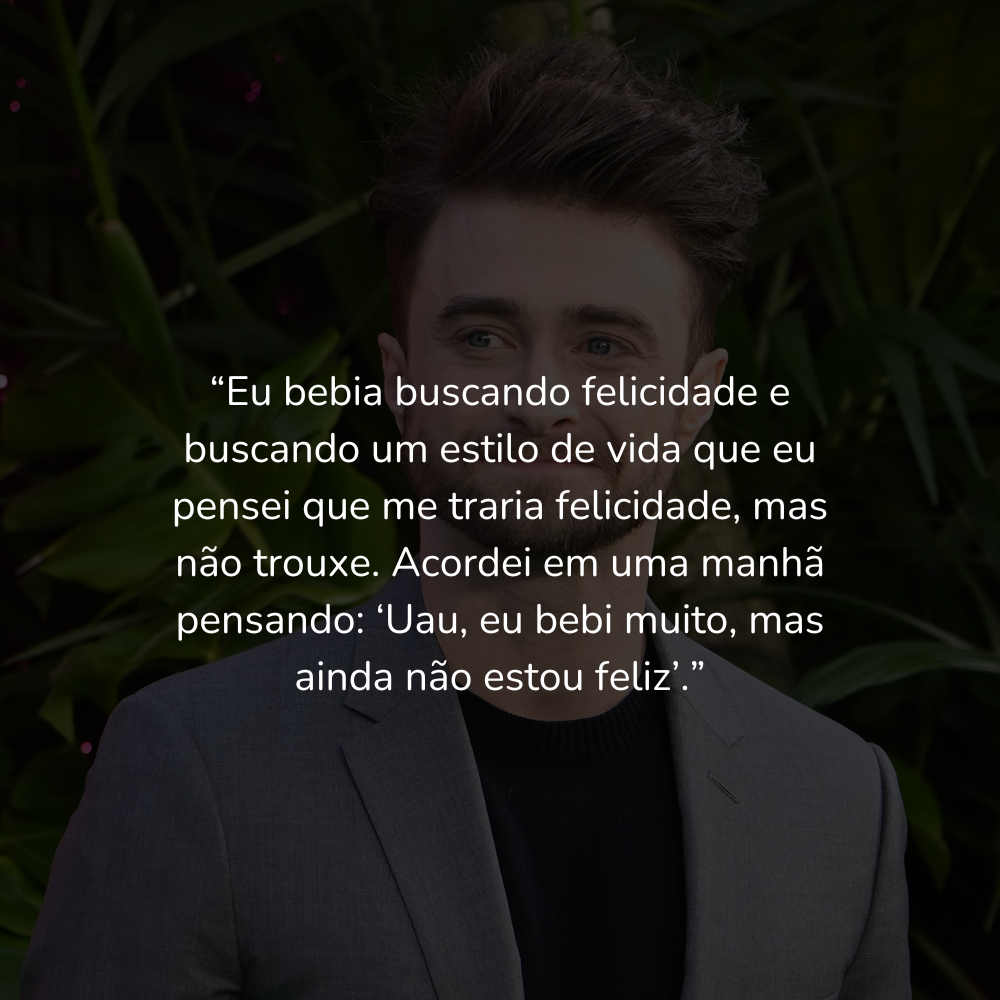 “Eu bebia buscando felicidade e
buscando um estilo de vida que eu
pensei que me traria felicidade, mas
não trouxe. Acordei em uma manhã
pensando: ‘Uau, eu bebi muito, mas
ainda não estou feliz’.”